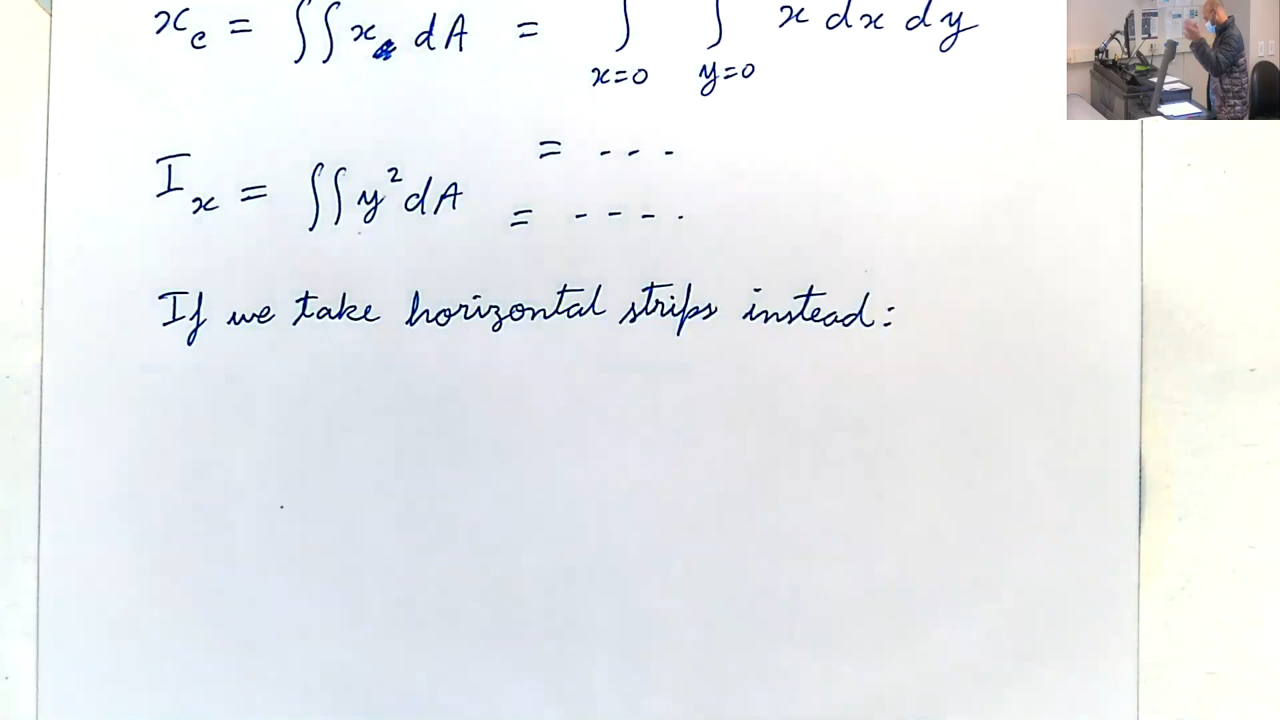 x_c = ∫∫ x dA = ∫ x=0 ∫ y=0 x dx dy
= ...
I_x = ∫∫ y² dA = ....
If we take horizontal strips instead: